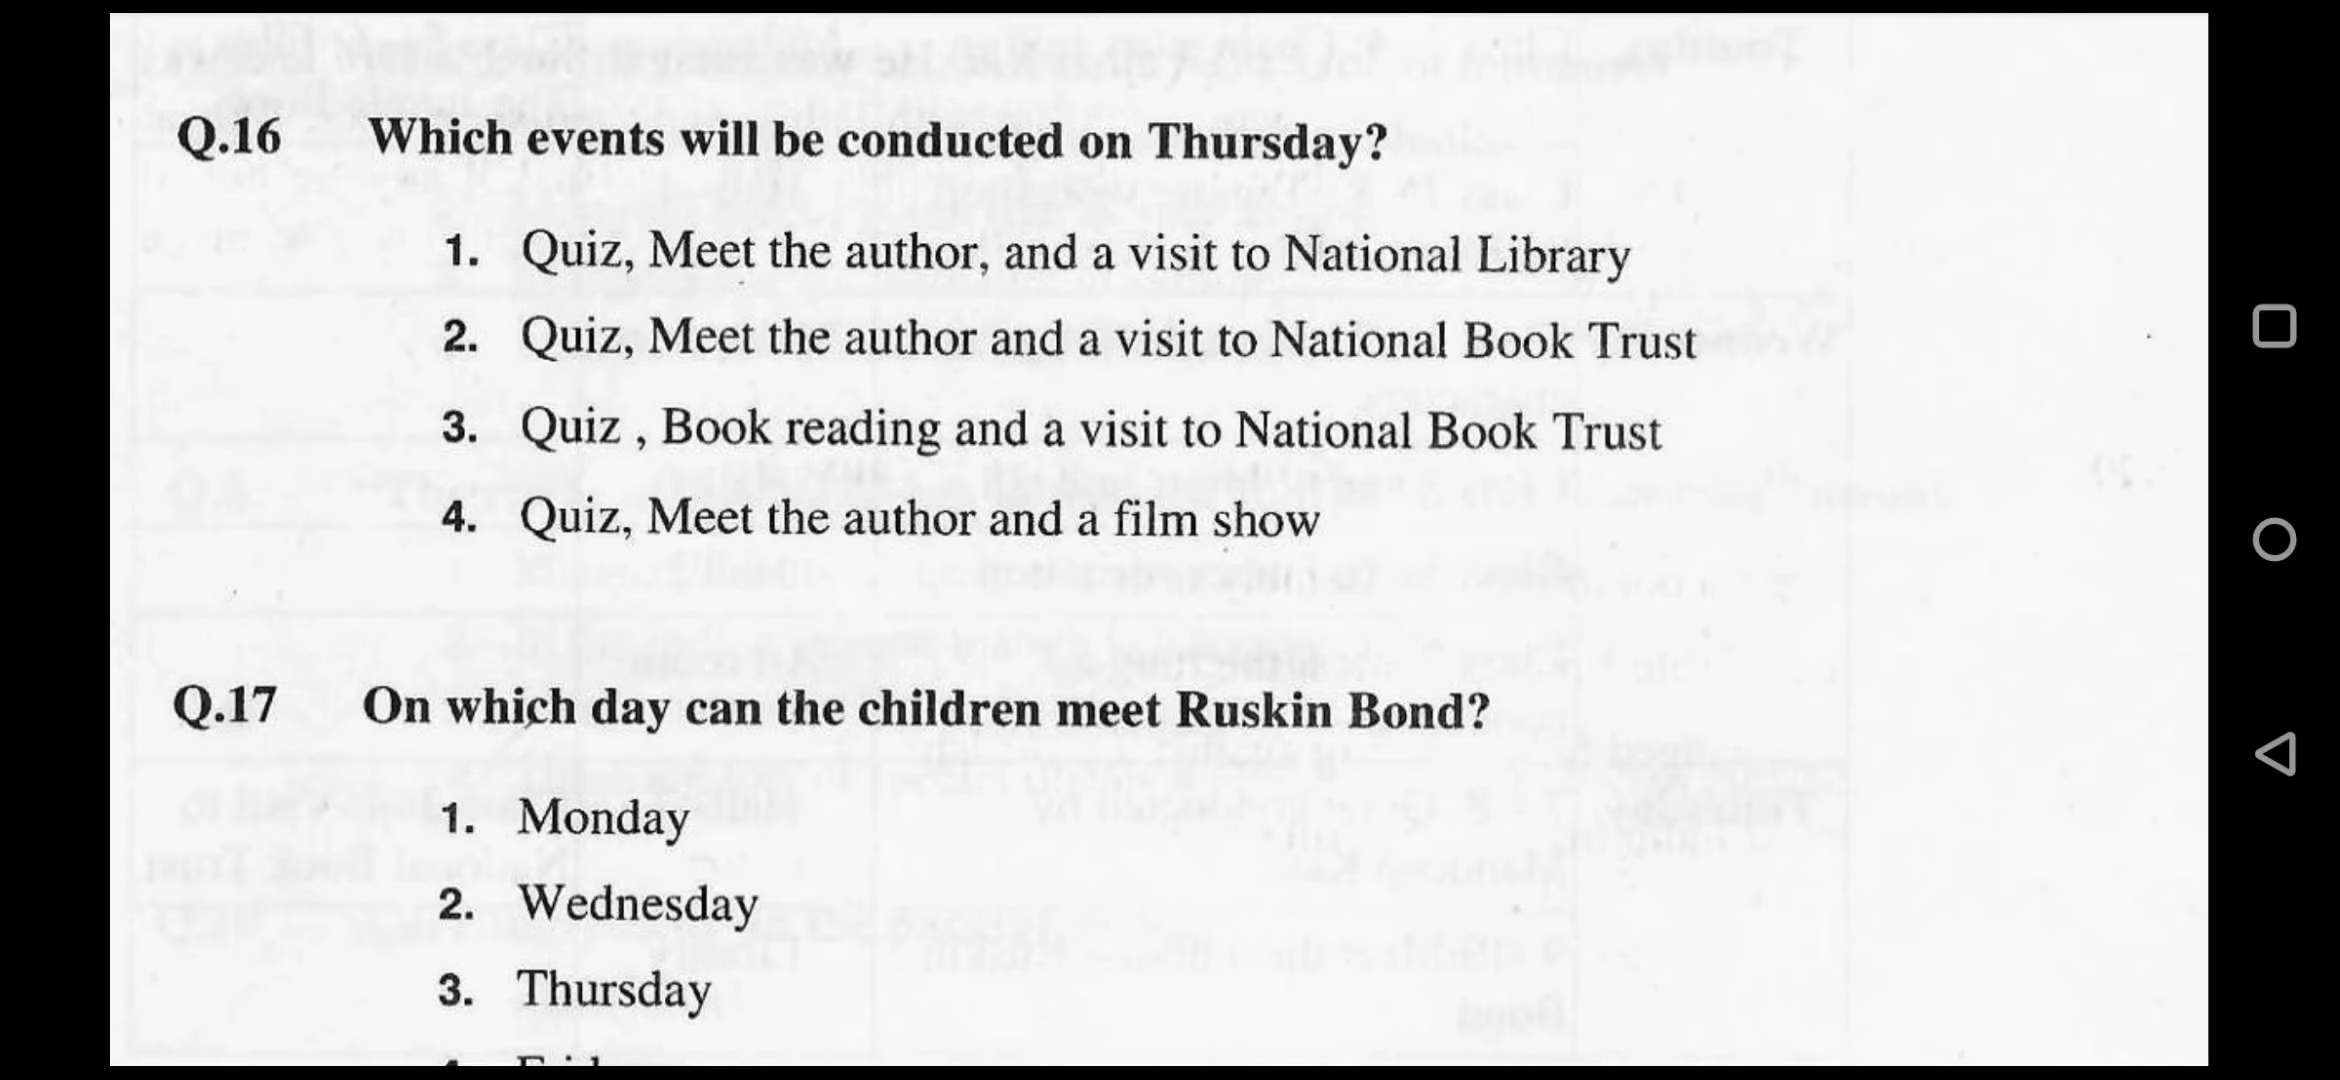 Q.16 Which events will be conducted on Thursday?
1. Quiz, Meet the author, and a visit to National Library
2. Quiz, Meet the author and a visit to National Book Trust
3. Quiz , Book reading and a visit to National Book Trust
4. Quiz, Meet the author and a film show
Q.17 On which day can the children meet Ruskin Bond?
1. Monday
2. Wednesday
3. Thursday